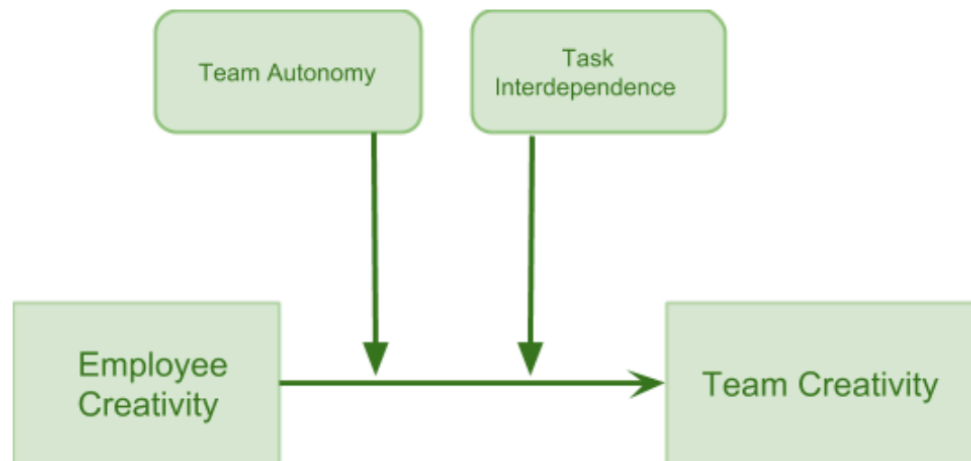 Team Autonomy
Task
Interdependence
Employee
Creativity
Team Creativity